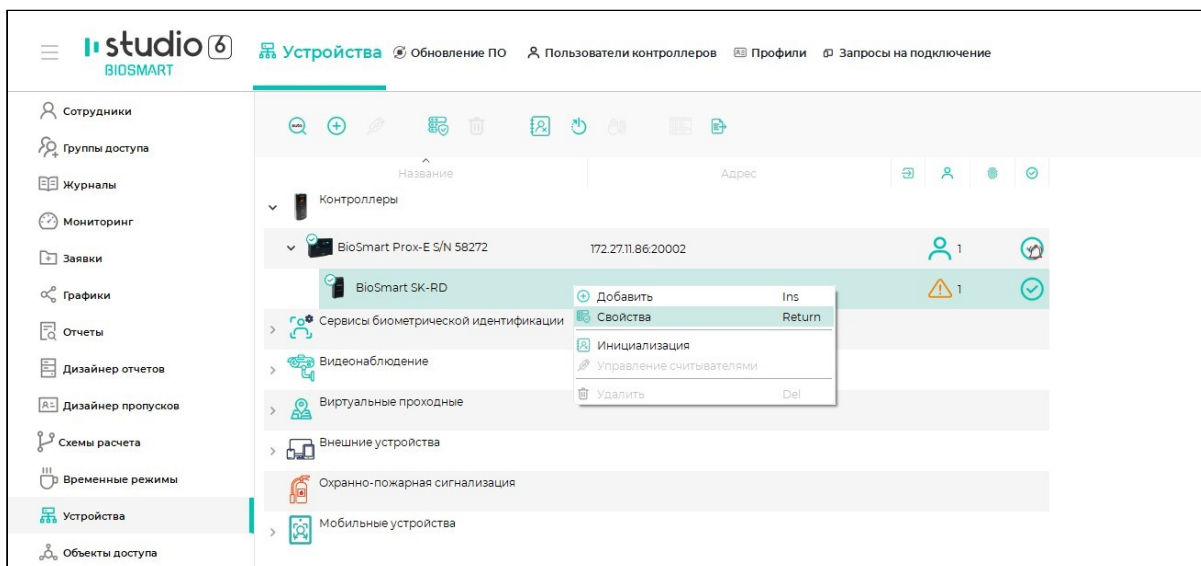 studio 6
BIOSMART
Устройства
Обновление ПО
Пользователи контроллеров
Профили
Запросы на подключение
Сотрудники
Группы доступа
Журналы
Мониторинг
Заявки
Графики
Отчеты
Дизайнер отчетов
Дизайнер пропусков
Схемы расчета
Временные режимы
Устройства
Объекты доступа
auto
Название
Адрес
Контроллеры
BioSmart Prox-E S/N 58272
172.27.11.86:20002
1
BioSmart SK-RD
1
Сервисы биометрической идентификации
Видеонаблюдение
Виртуальные проходные
Внешние устройства
Охранно-пожарная сигнализация
Мобильные устройства
Добавить Ins
Свойства Return
Инициализация
Управление считывателями
Удалить Del